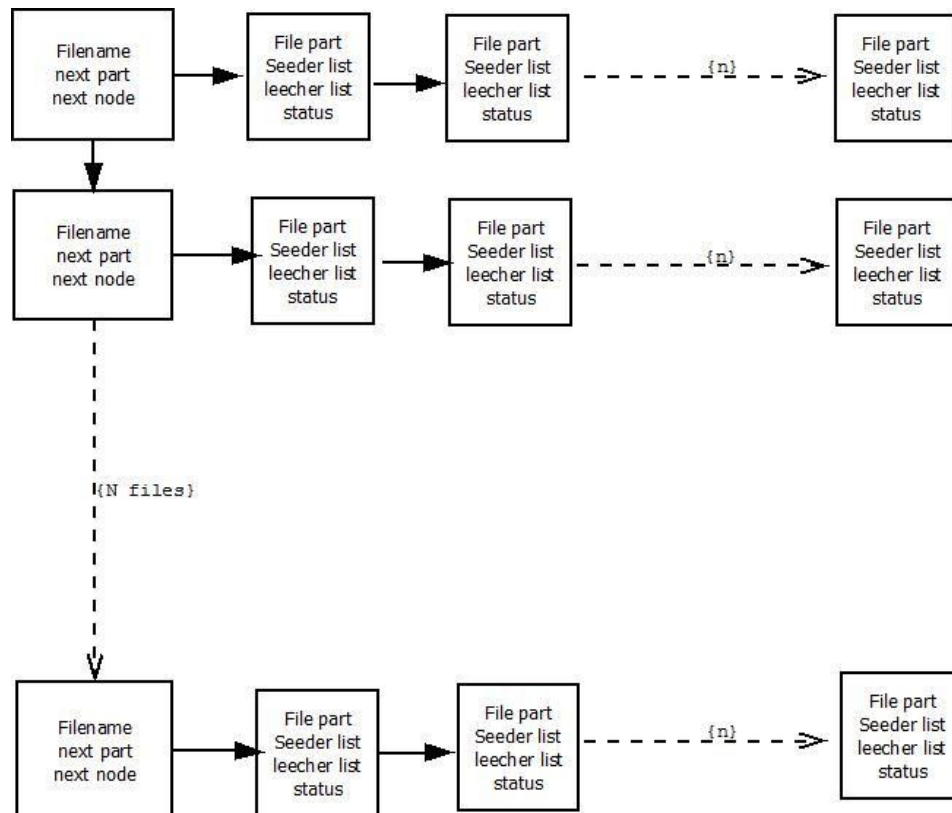 Filename
next part
next node
File part
Seeder list
leecher list
status
File part
Seeder list
leecher list
status
{n}
File part
Seeder list
leecher list
status
Filename
next part
next node
File part
Seeder list
leecher list
status
File part
Seeder list
leecher list
status
{n}
File part
Seeder list
leecher list
status
{N files}
Filename
next part
next node
File part
Seeder list
leecher list
status
File part
Seeder list
leecher list
status
{n}
File part
Seeder list
leecher list
status